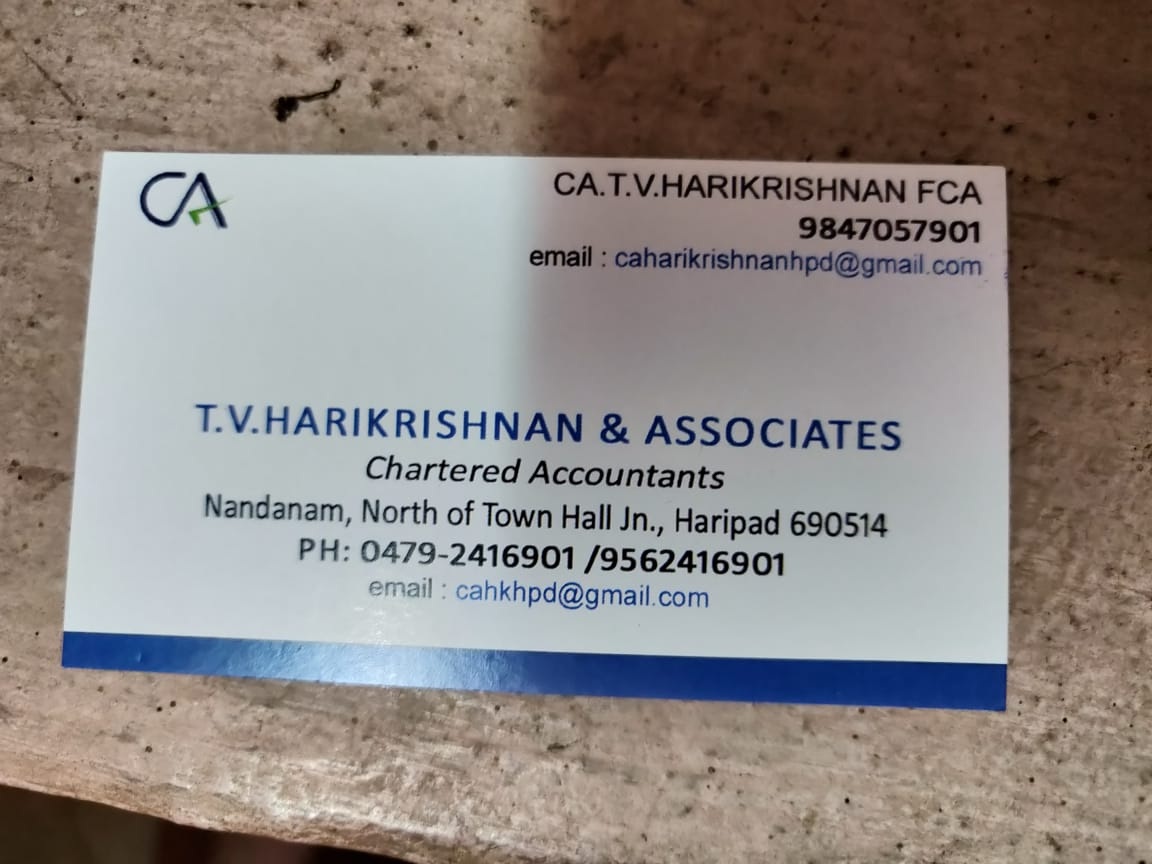 CA
CA.T.V.HARIKRISHNAN FCA
9847057901
email : caharikrishnanhpd@gmail.com
T.V.HARIKRISHNAN & ASSOCIATES
Chartered Accountants
Nandanam, North of Town Hall Jn., Haripad 690514
PH: 0479-2416901 /9562416901
email : cahkhpd@gmail.com